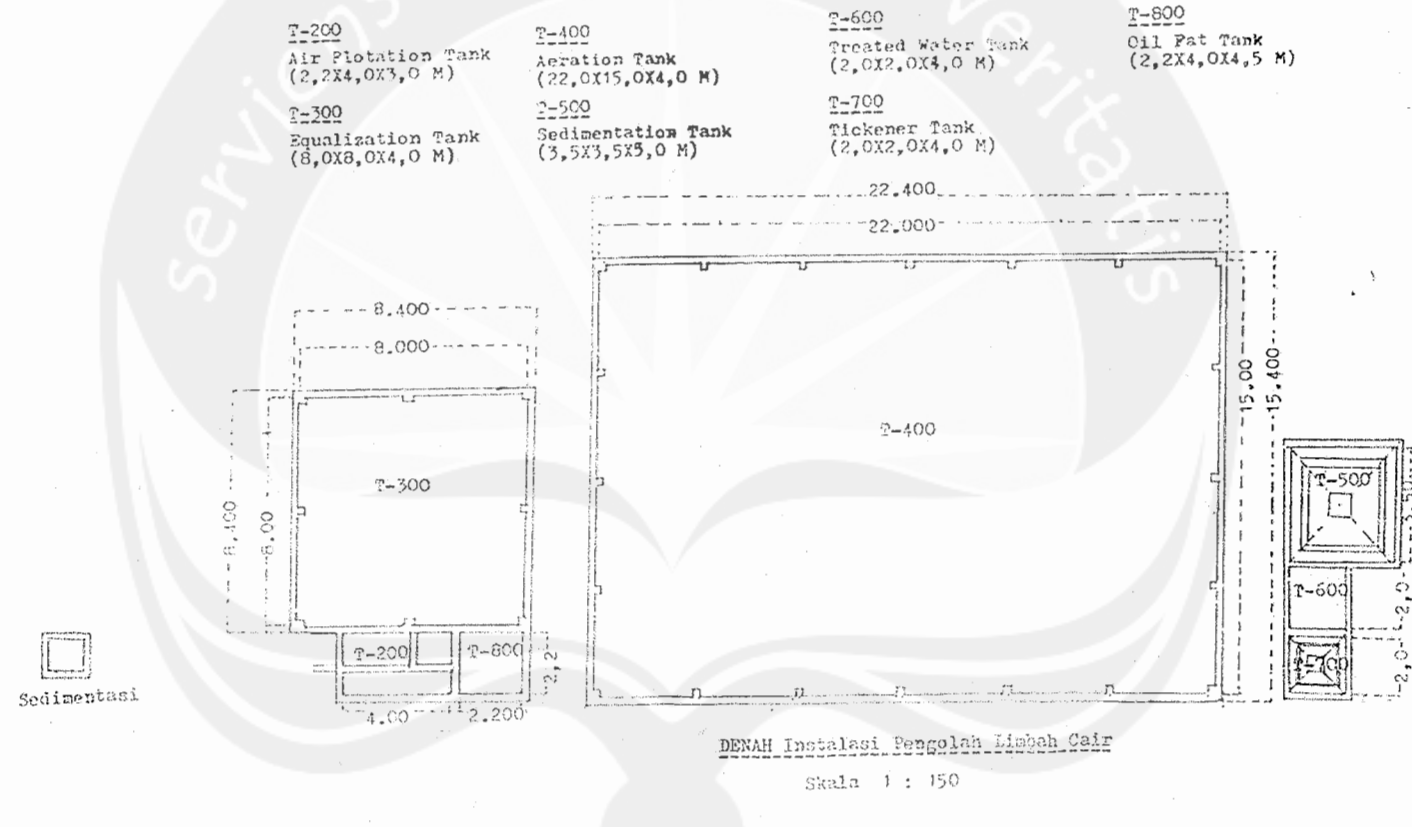 T-200
Air Flotation Tank
(2,2X4,0X3,0 M)
T-300
Equalization Tank
(8,0X8,0X4,0 M)
T-400
Aeration Tank
(22,0X15,0X4,0 M)
T-500
Sedimentation Tank
(3,5X3,5X5,0 M)
T-600
Treated Water Tank
(2,0X2,0X4,0 M)
T-700
Tickener Tank
(2,0X2,0X4,0 M)
T-800
Oil Fat Tank
(2,2X4,0X4,5 M)
22.400
22.000
8.400
8.000
8.400
8.00
T-300
T-400
15.00
15.400
T-500
3.50
T-600
2,0
2,0
T-200
T-800
2,2
4.00
2.200
Sedimentasi
DENAH Instalasi Pengolah Limbah Cair
Skala 1 : 150